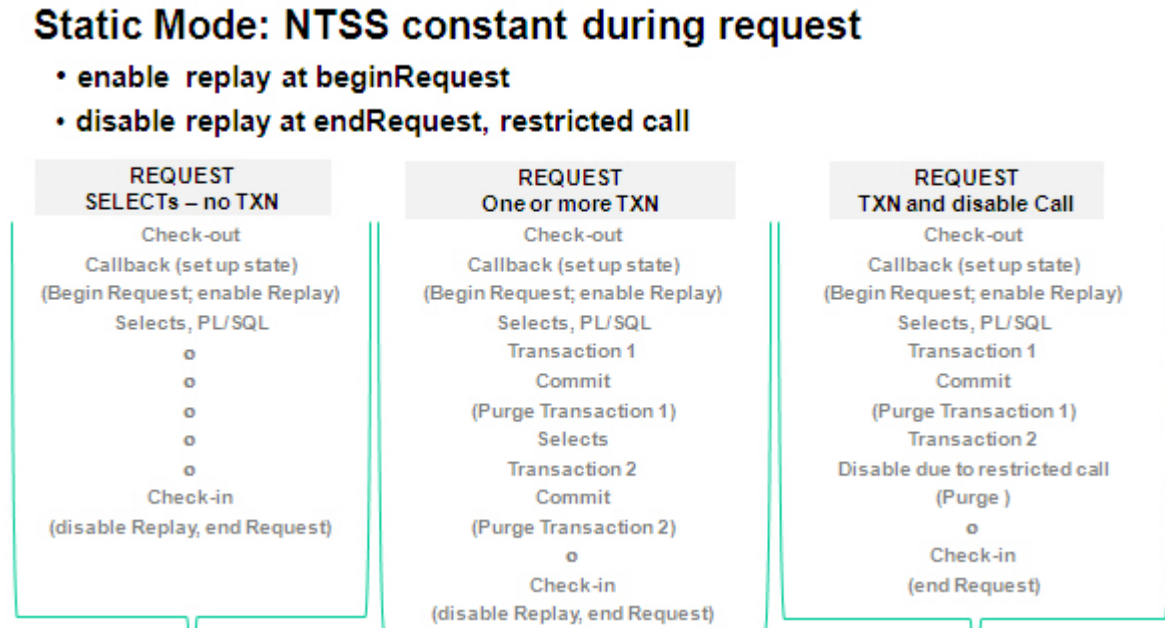 Static Mode: NTSS constant during request
• enable replay at beginRequest
• disable replay at endRequest, restricted call
REQUEST
SELECTs – no TXN
Check-out
Callback (set up state)
(Begin Request; enable Replay)
Selects, PL/SQL
o
o
o
o
o
Check-in
(disable Replay, end Request)
REQUEST
One or more TXN
Check-out
Callback (set up state)
(Begin Request; enable Replay)
Selects, PL/SQL
Transaction 1
Commit
(Purge Transaction 1)
Selects
Transaction 2
Commit
(Purge Transaction 2)
o
Check-in
(disable Replay, end Request)
REQUEST
TXN and disable Call
Check-out
Callback (set up state)
(Begin Request; enable Replay)
Selects, PL/SQL
Transaction 1
Commit
(Purge Transaction 1)
Transaction 2
Disable due to restricted call
(Purge )
o
Check-in
(end Request)